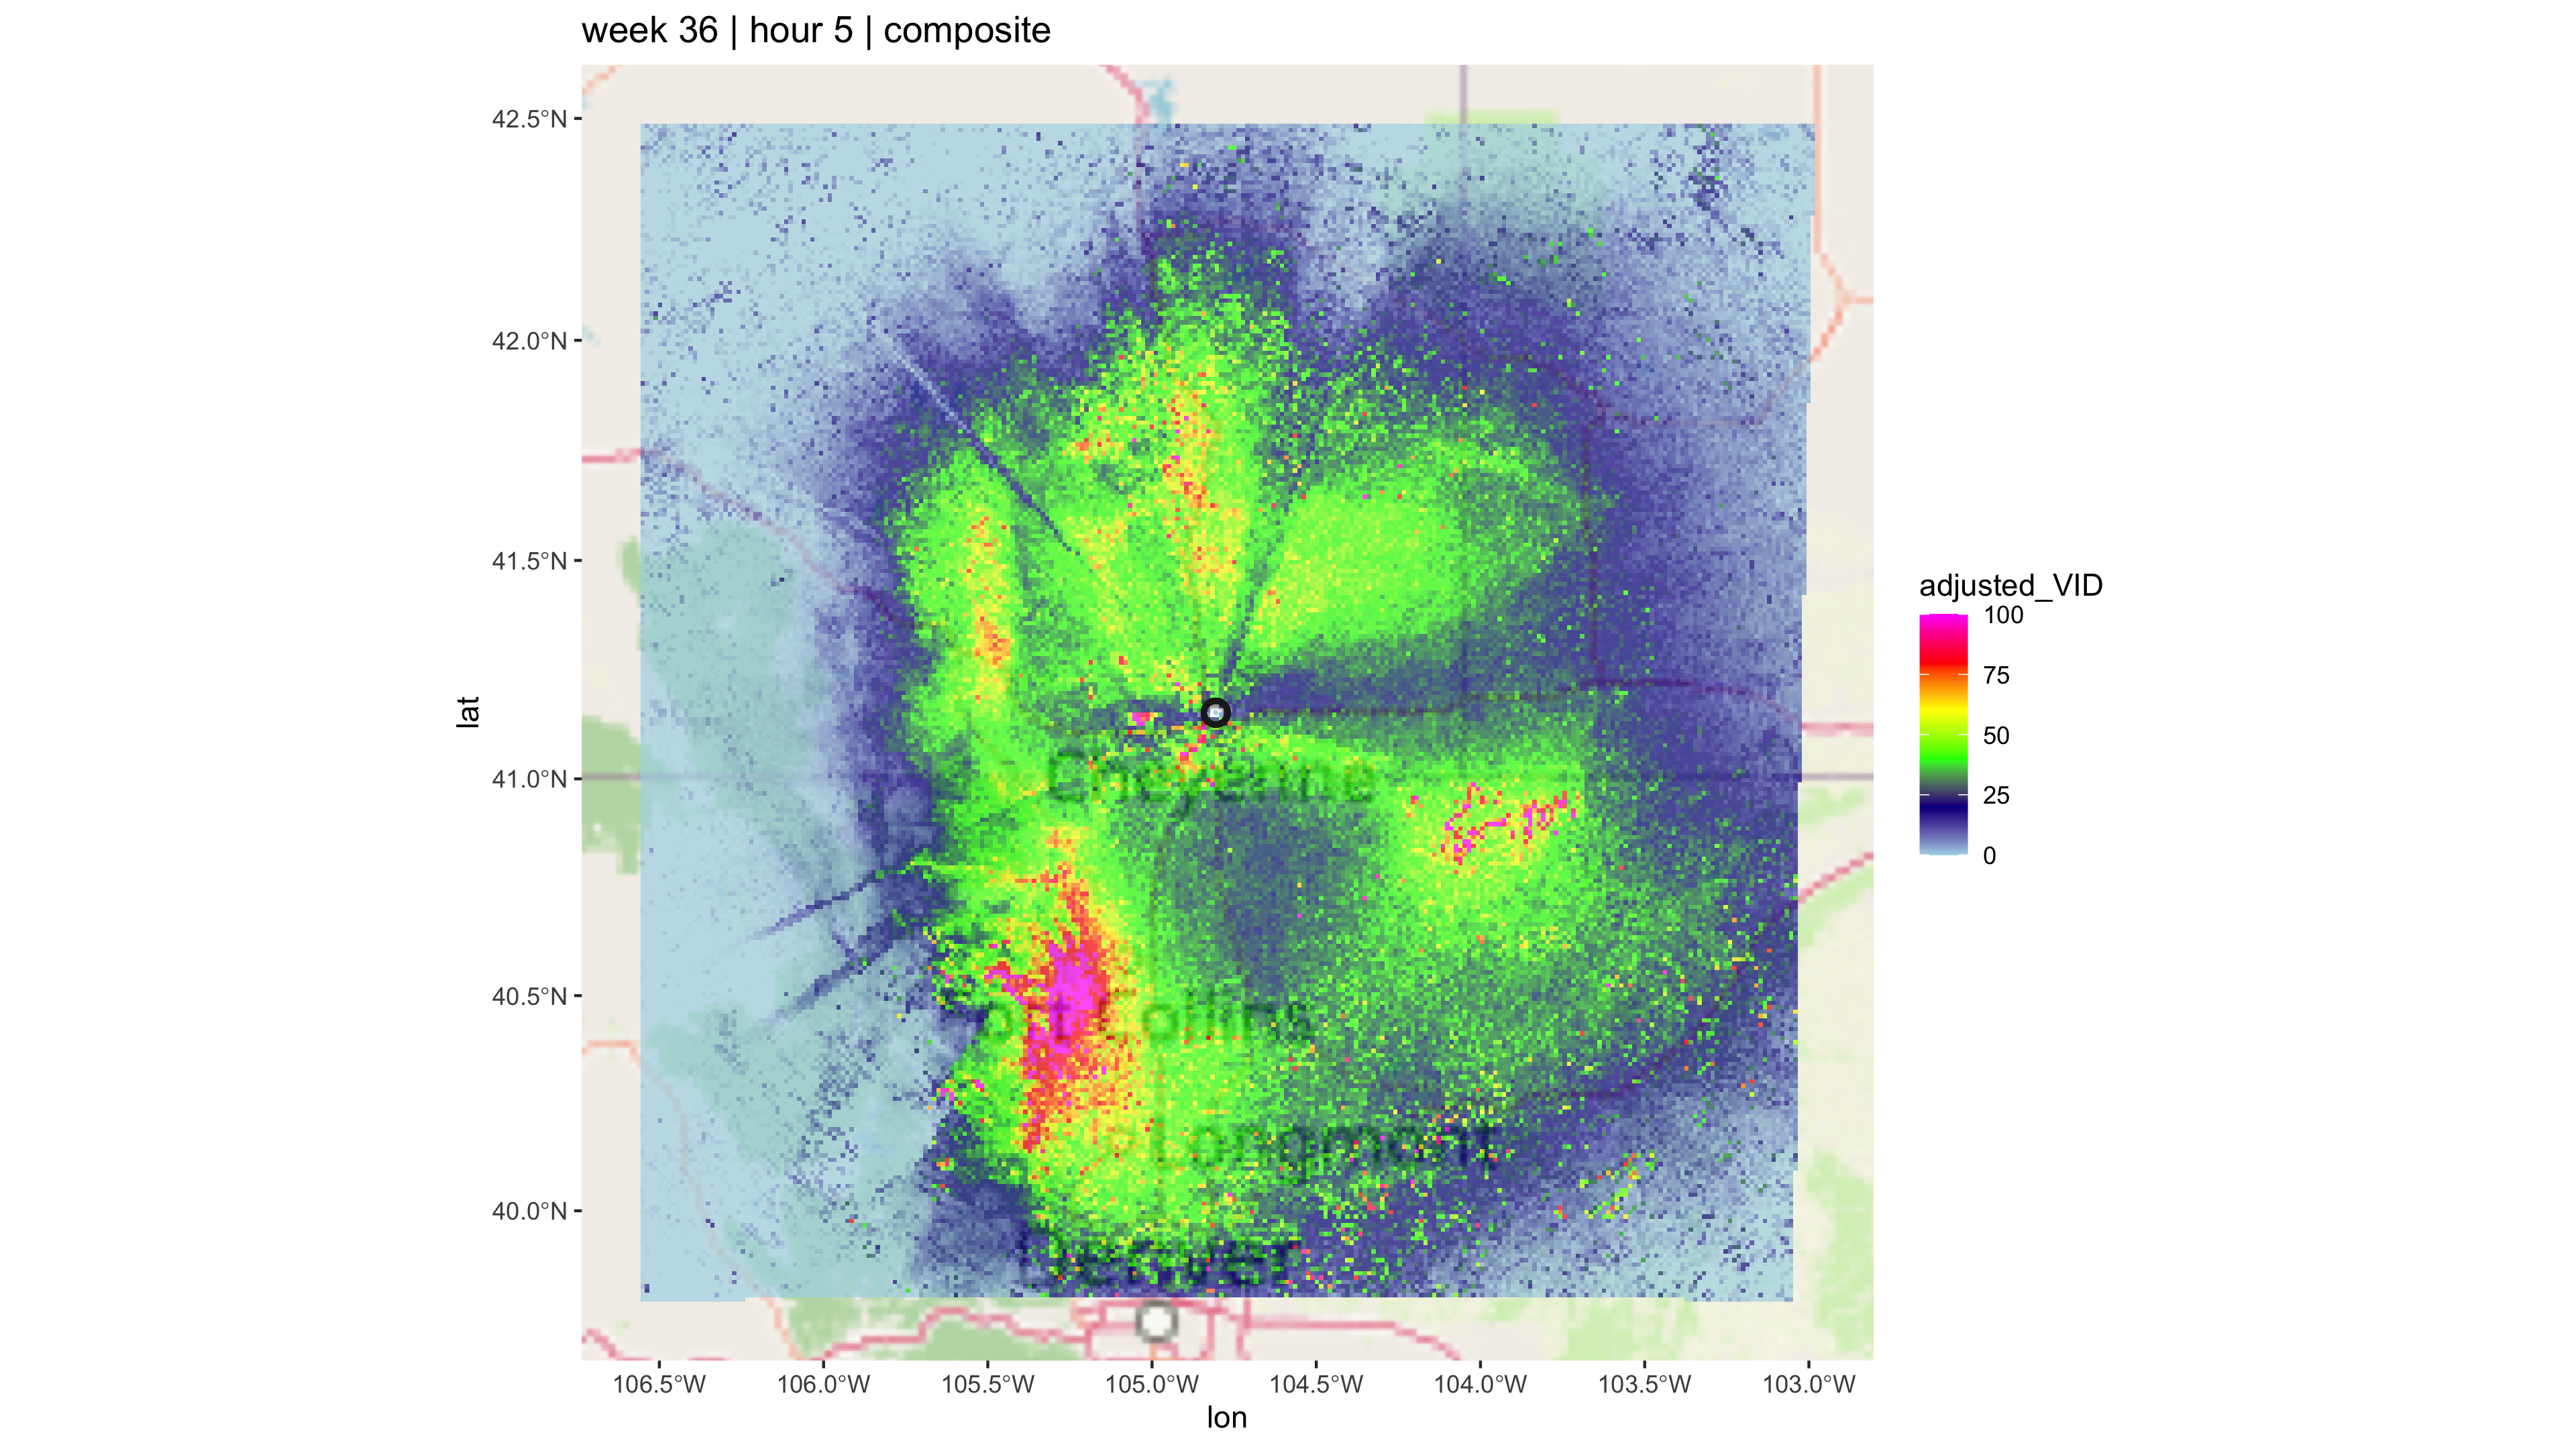 week 36 | hour 5 | composite
42.5°N
42.0°N
41.5°N
41.0°N
40.5°N
40.0°N
lat
Cheyenne
Fort Collins
Longmont
Denver
106.5°W 106.0°W 105.5°W 105.0°W 104.5°W 104.0°W 103.5°W 103.0°W
lon
adjusted_VID
100
75
50
25
0